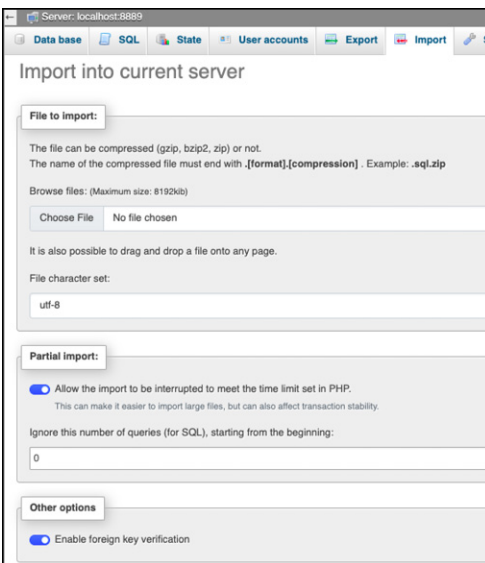 Server: localhost:8889
Data base SQL State User accounts Export Import
Import into current server
File to import:
The file can be compressed (gzip, bzip2, zip) or not.
The name of the compressed file must end with .[format].[compression] . Example: .sql.zip
Browse files: (Maximum size: 8192kib)
Choose File No file chosen
It is also possible to drag and drop a file onto any page.
File character set:
utf-8
Partial import:
Allow the import to be interrupted to meet the time limit set in PHP.
This can make it easier to import large files, but can also affect transaction stability.
Ignore this number of queries (for SQL), starting from the beginning:
0
Other options
Enable foreign key verification